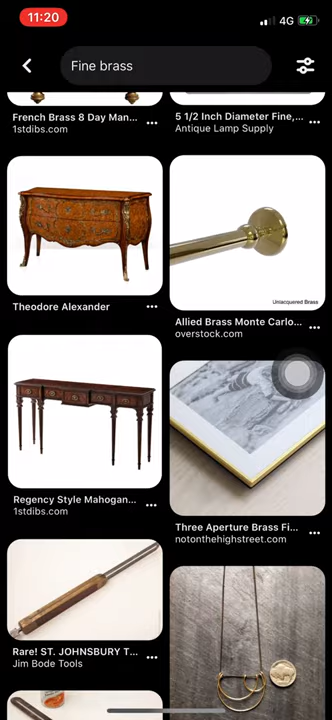 11:20
4G
Fine brass
French Brass 8 Day Man...
1stdibs.com
5 1/2 Inch Diameter Fine,...
Antique Lamp Supply
Theodore Alexander
Unlacquered Brass
Allied Brass Monte Carlo...
overstock.com
Regency Style Mahogan...
1stdibs.com
Three Aperture Brass Fi...
notonthehighstreet.com
Rare! ST. JOHNSBURY T...
Jim Bode Tools